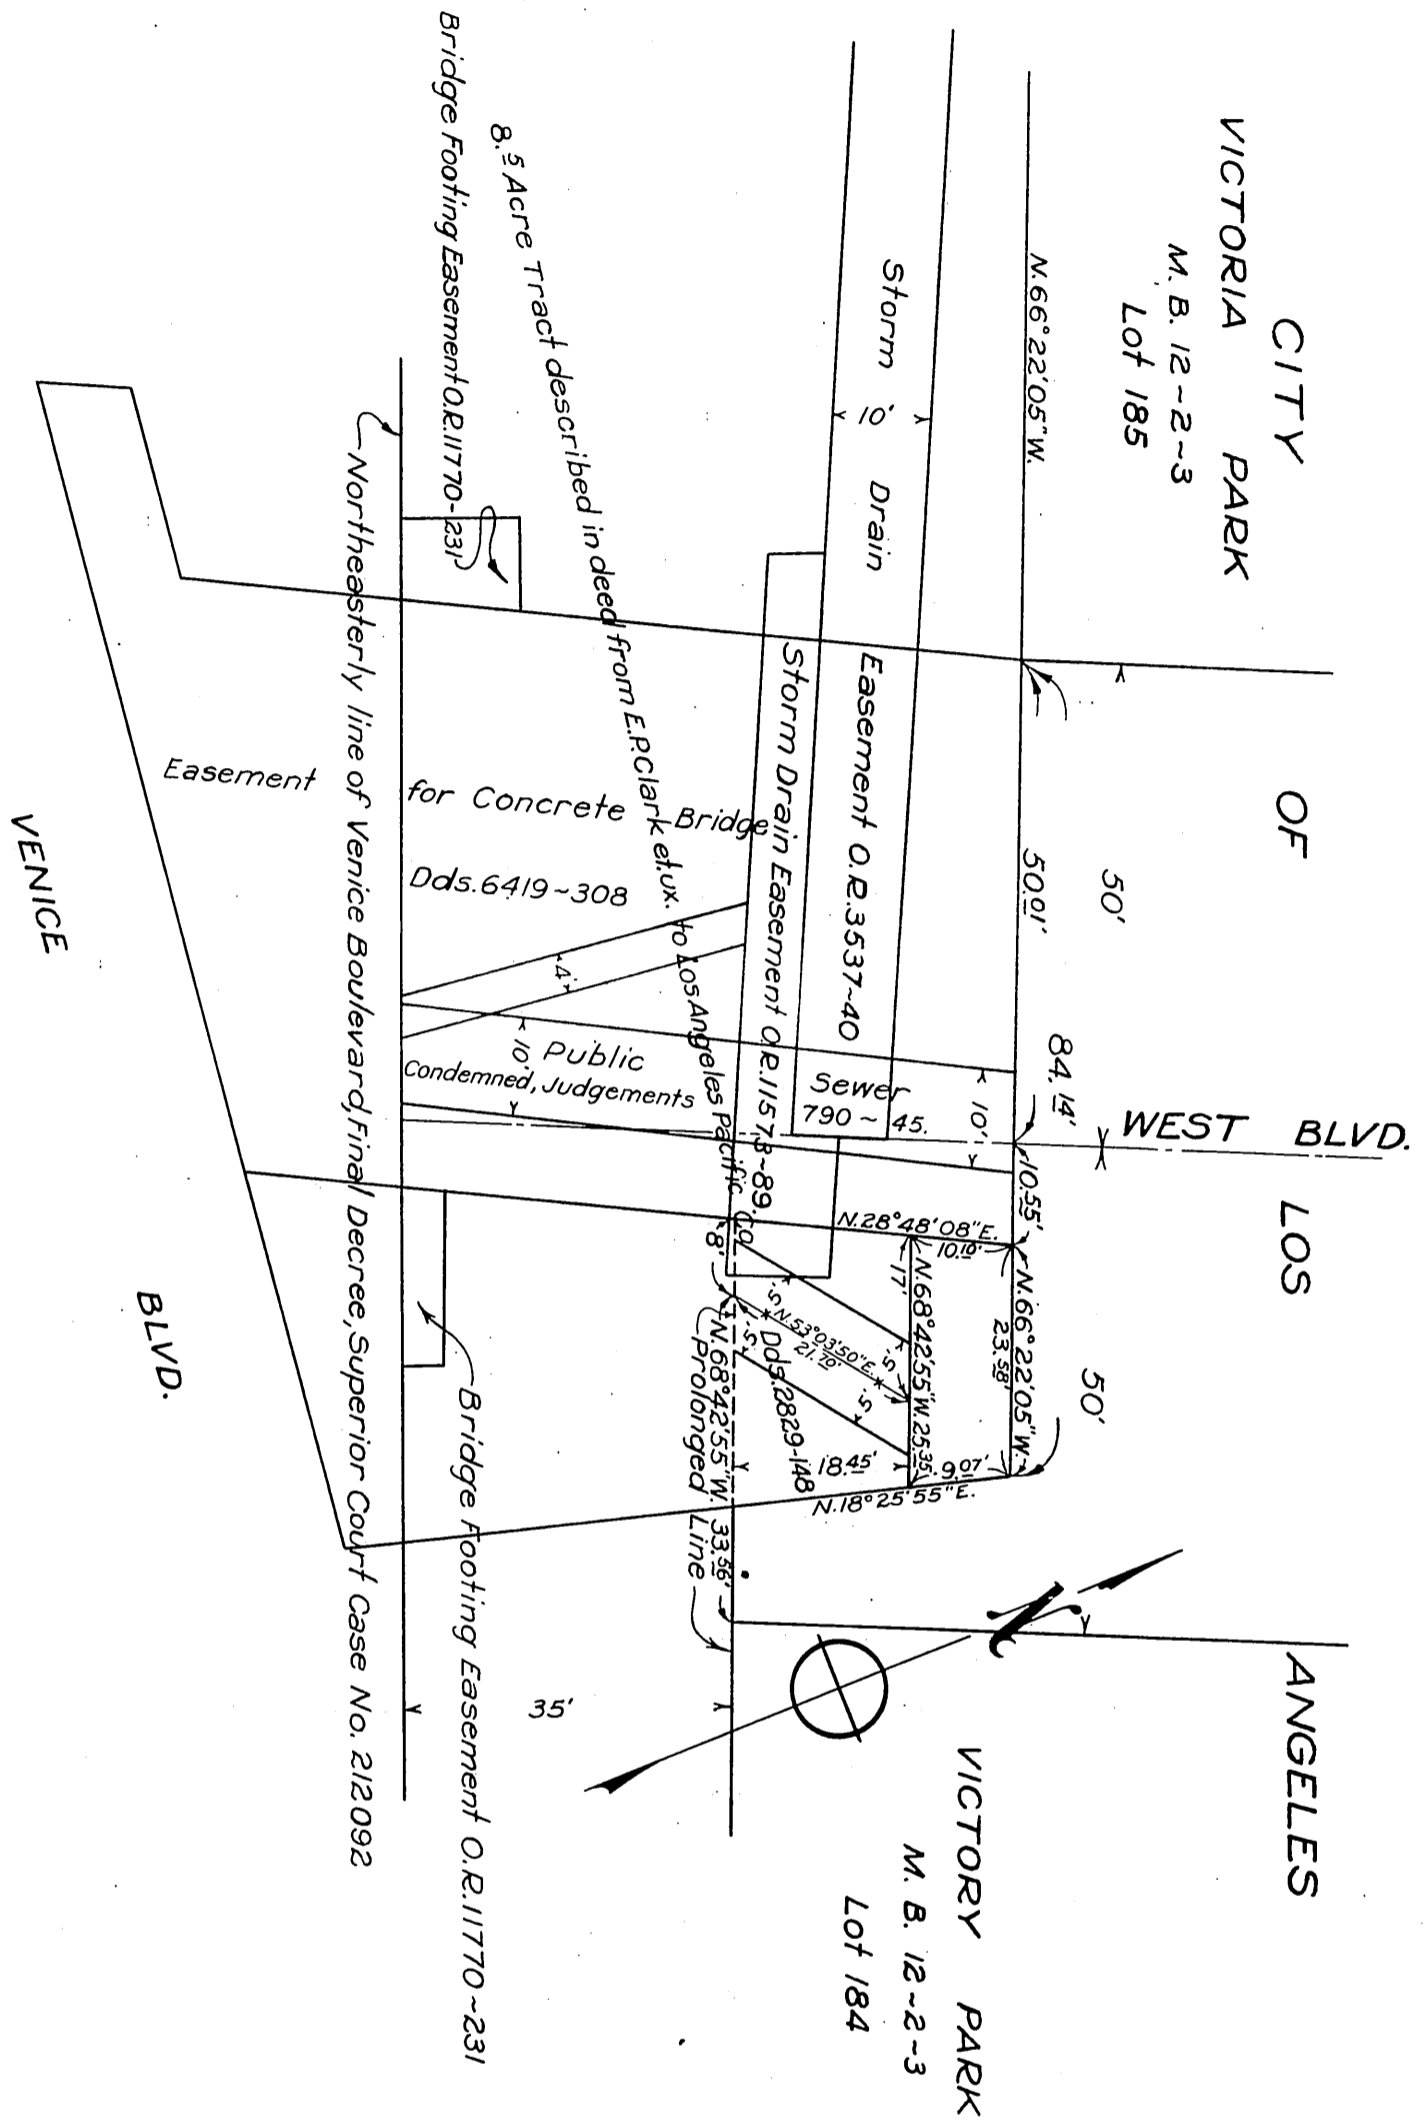 CITY OF LOS ANGELES
VICTORIA PARK
M. B. 12~2~3
Lot 185
WEST BLVD.
50'
50'
84.14'
N.66°22'05"W.
50.01'
10.55'
N.66°22'05"W.
23.58'
Storm Drain
10'
Easement O.R.3537~40
Storm Drain Easement O.R.11573~89.
Sewer
790 ~ 45.
10'
N.28°48'08"E.
10.10'
17'
N.68°42'55"W. 25.35'
9.07'
18.45'
N.18°25'55"E.
5'
5'
5'
5'
N.53°03'50"E.
21.70'
Dds.2829-148
8'
N.68°42'55"W. 33.56'
Prolonged Line
8.5 Acre Tract described in deed from E.P.Clark et.ux. to Los Angeles Pacific Co.
Bridge Footing Easement O.R.11770-231
Easement for Concrete Bridge
Dds.6419~308
4'
10'
Public
Condemned, Judgements
Northeasterly line of Venice Boulevard, Final Decree, Superior Court Case No. 212092
Bridge Footing Easement O.R.11770~231
35'
VENICE BLVD.
VICTORY PARK
M. B. 12~2~3
Lot 184